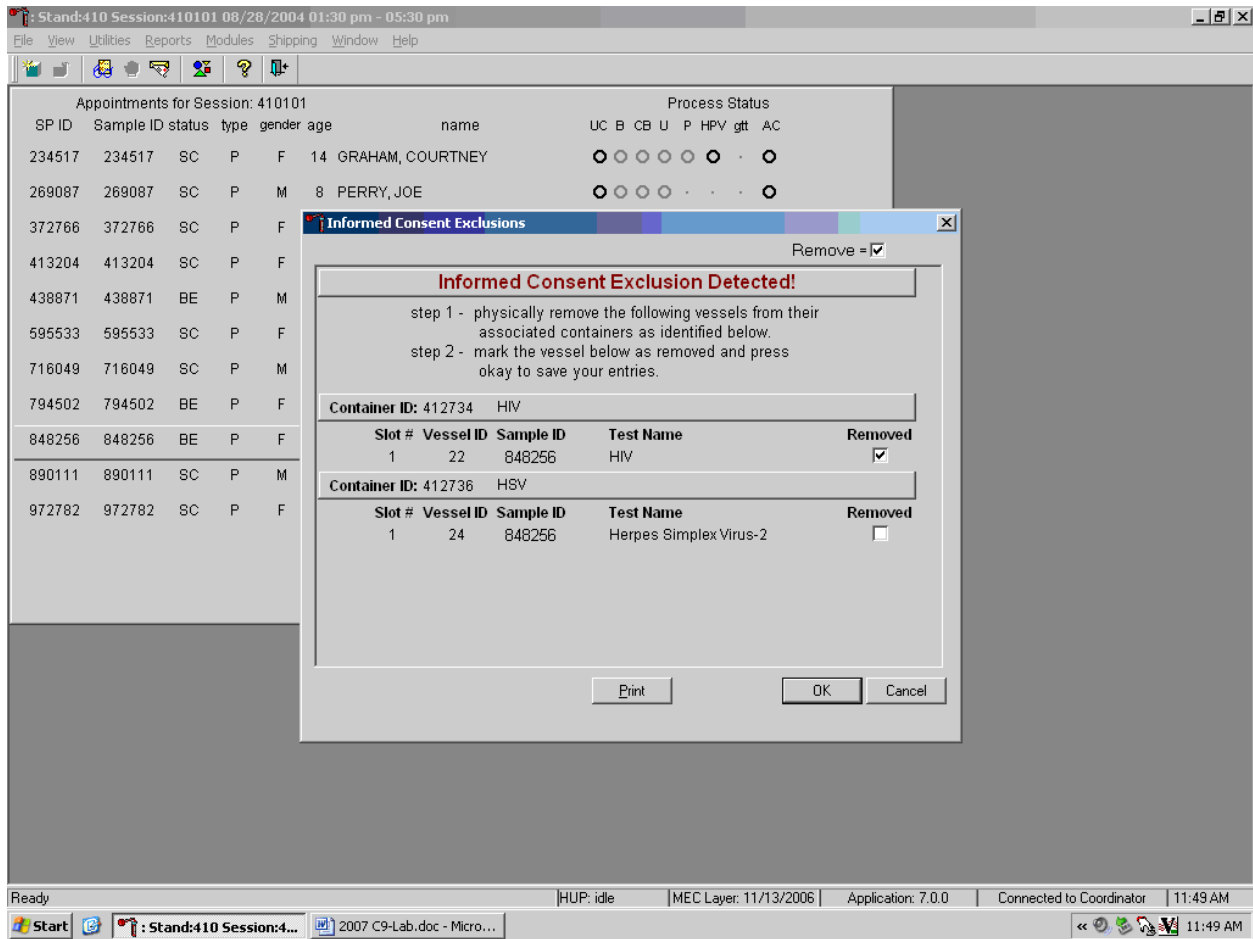 : Stand:410 Session:410101 08/28/2004 01:30 pm - 05:30 pm
File View Utilities Reports Modules Shipping Window Help
Appointments for Session: 410101 Process Status
SP ID Sample ID status type gender age name UC B CB U P HPV gtt AC
234517 234517 SC P F 14 GRAHAM, COURTNEY
269087 269087 SC P M 8 PERRY, JOE
372766 372766 SC P F
413204 413204 SC P F
438871 438871 BE P M
595533 595533 SC P F
716049 716049 SC P M
794502 794502 BE P F
848256 848256 BE P F
890111 890111 SC P M
972782 972782 SC P F
Informed Consent Exclusions
Remove =
Informed Consent Exclusion Detected!
step 1 - physically remove the following vessels from their
associated containers as identified below.
step 2 - mark the vessel below as removed and press
okay to save your entries.
Container ID: 412734 HIV
Slot # Vessel ID Sample ID Test Name Removed
1 22 848256 HIV
Container ID: 412736 HSV
Slot # Vessel ID Sample ID Test Name Removed
1 24 848256 Herpes Simplex Virus-2
Print OK Cancel
Ready HUP: idle MEC Layer: 11/13/2006 Application: 7.0.0 Connected to Coordinator 11:49 AM
Start : Stand:410 Session:4... 2007 C9-Lab.doc - Micro... « 11:49 AM